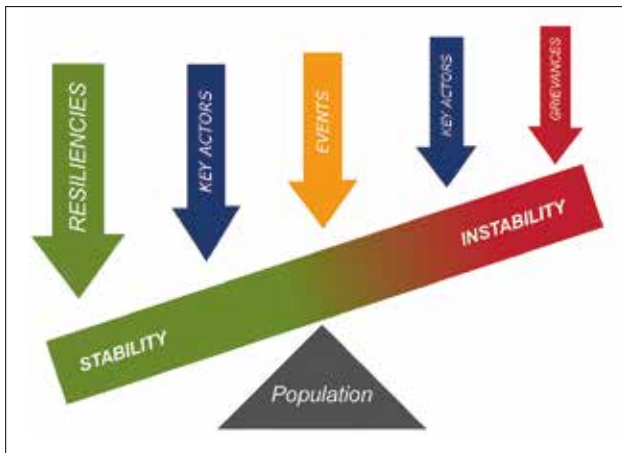 RESILIENCIES
KEY ACTORS
EVENTS
KEY ACTORS
GRIEVANCES
STABILITY
INSTABILITY
Population